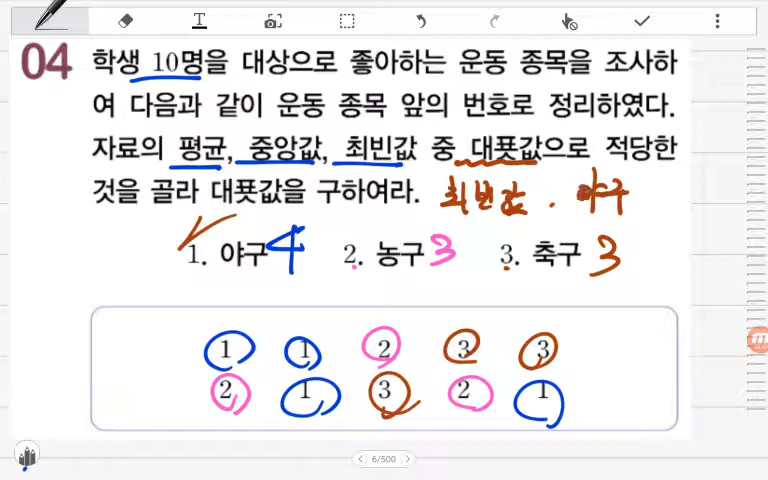 04 학생 10명을 대상으로 좋아하는 운동 종목을 조사하
여 다음과 같이 운동 종목 앞의 번호로 정리하였다.
자료의 평균, 중앙값, 최빈값 중 대푯값으로 적당한
것을 골라 대푯값을 구하여라. 최빈값. 야구
1. 야구 4 2. 농구 3 3. 축구 3
1 1 2 3 3
2 1 3 2 1
6/500